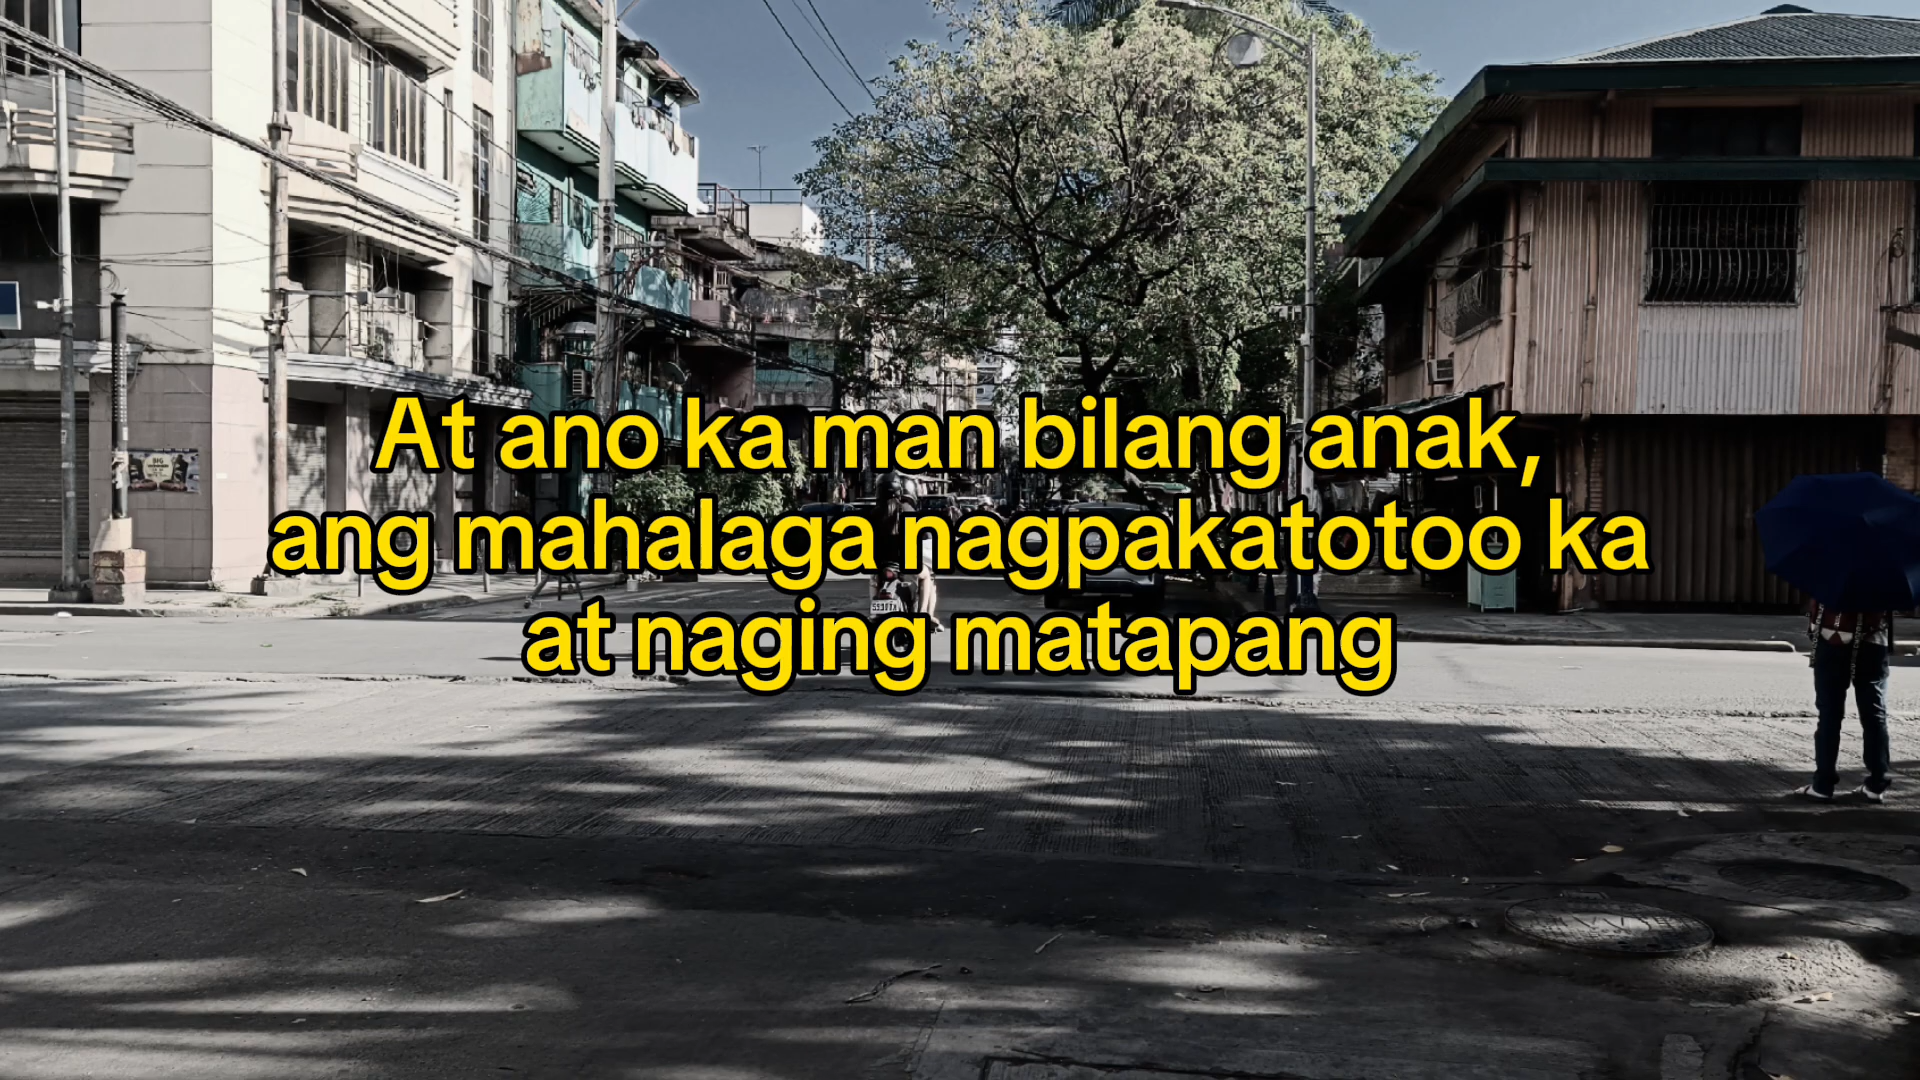 At ano ka man bilang anak,
ang mahalaga nagpakatotoo ka
at naging matapang